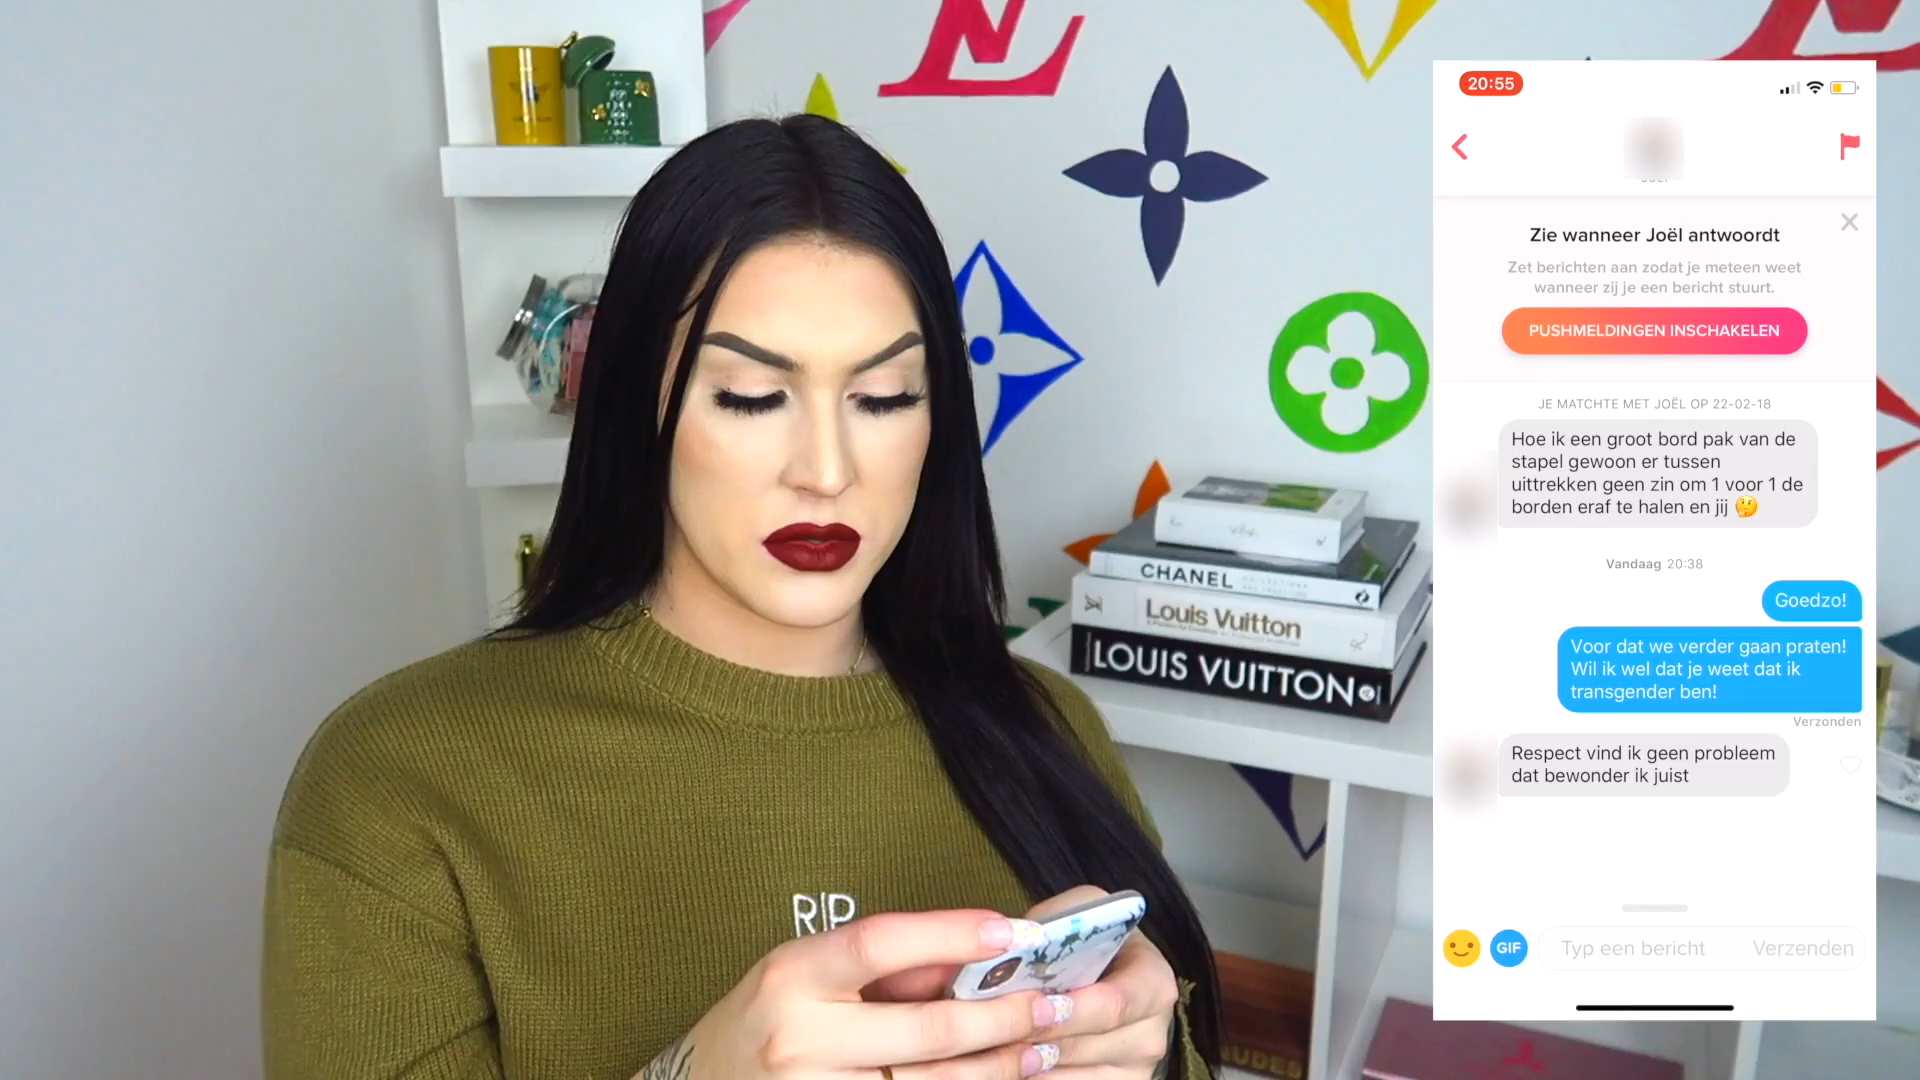 20:55
Zie wanneer Joël antwoordt
Zet berichten aan zodat je meteen weet
wanneer zij je een bericht stuurt.
PUSHMELDINGEN INSCHAKELEN
JE MATCHTE MET JOËL OP 22-02-18
Hoe ik een groot bord pak van de
stapel gewoon er tussen
uittrekken geen zin om 1 voor 1 de
borden eraf te halen en jij 🤔
Vandaag 20:38
Goedzo!
Voor dat we verder gaan praten!
Wil ik wel dat je weet dat ik
transgender ben!
Verzonden
Respect vind ik geen probleem
dat bewonder ik juist
GIF
Typ een bericht
Verzenden
CHANEL
Louis Vuitton
LOUIS VUITTON
RIP